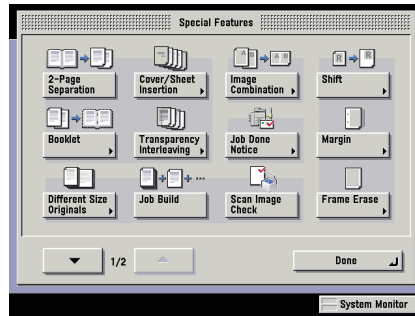 Special Features
2-Page Separation
Cover/Sheet Insertion
Image Combination
Shift
Booklet
Transparency Interleaving
Job Done Notice
Margin
Different Size Originals
Job Build
Scan Image Check
Frame Erase
1/2
Done
System Monitor